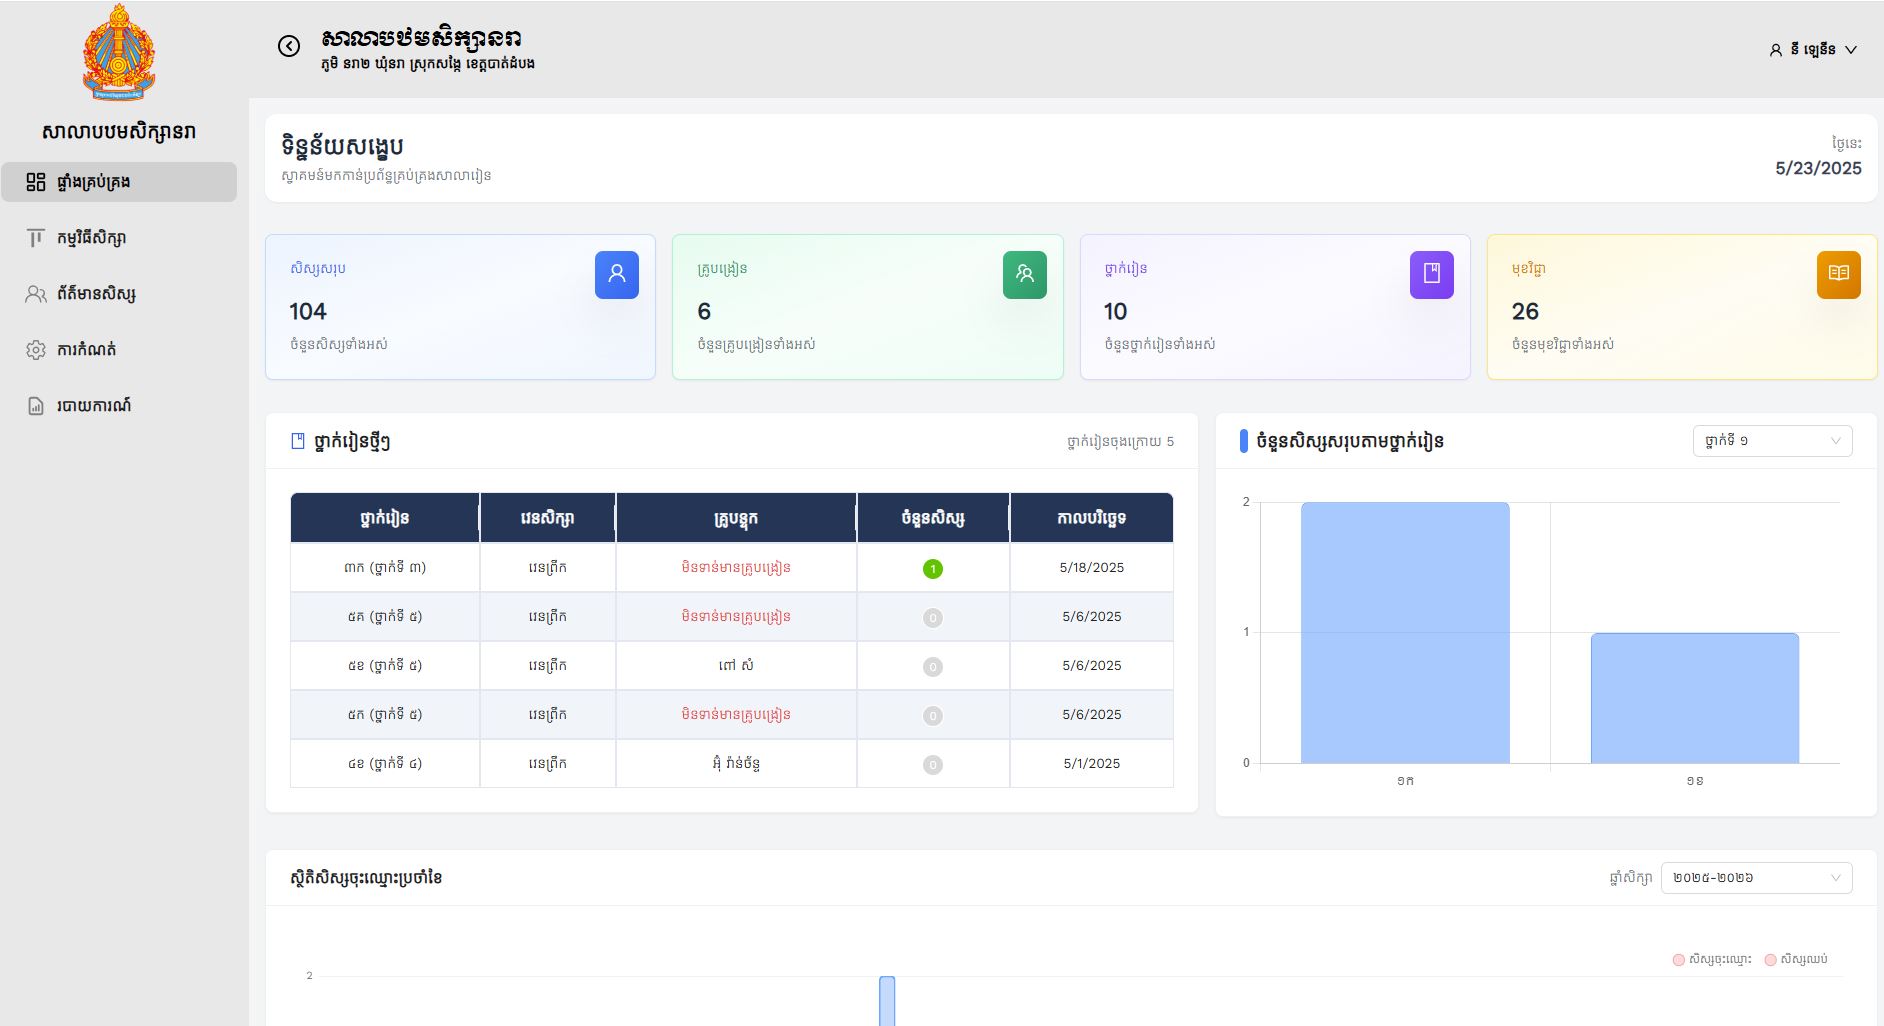 សាលាបឋមសិក្សានរា
ភូមិ នរា២ ឃុំនរា ស្រុកសង្កែ ខេត្តបាត់ដំបង
នី ឡេនីន
សាលាបឋមសិក្សានរា
ផ្ទាំងគ្រប់គ្រង
កម្មវិធីសិក្សា
ព័ត៌មានសិស្ស
ការកំណត់
របាយការណ៍
ទិន្នន័យសង្ខេប
ស្វាគមន៍មកកាន់ប្រព័ន្ធគ្រប់គ្រងសាលារៀន
ថ្ងៃនេះ
5/23/2025
សិស្សសរុប
104
ចំនួនសិស្សទាំងអស់
គ្រូបង្រៀន
6
ចំនួនគ្រូបង្រៀនទាំងអស់
ថ្នាក់រៀន
10
ចំនួនថ្នាក់រៀនទាំងអស់
មុខវិជ្ជា
26
ចំនួនមុខវិជ្ជាទាំងអស់
ថ្នាក់រៀនថ្មីៗ
ថ្នាក់រៀនចុងក្រោយ 5
ថ្នាក់រៀន វេនសិក្សា គ្រូបន្ទុក ចំនួនសិស្ស កាលបរិច្ឆេទ
៣ក (ថ្នាក់ទី ៣) វេនព្រឹក មិនទាន់មានគ្រូបង្រៀន 1 5/18/2025
៥គ (ថ្នាក់ទី ៥) វេនព្រឹក មិនទាន់មានគ្រូបង្រៀន 0 5/6/2025
៥ខ (ថ្នាក់ទី ៥) វេនព្រឹក ពៅ សំ 0 5/6/2025
៥ក (ថ្នាក់ទី ៥) វេនព្រឹក មិនទាន់មានគ្រូបង្រៀន 0 5/6/2025
៤ខ (ថ្នាក់ទី ៤) វេនព្រឹក អ៊ុំ វ៉ាន់ច័ន្ទ 0 5/1/2025
ចំនួនសិស្សសរុបតាមថ្នាក់រៀន
ថ្នាក់ទី ១
2
1
0
១ក ១ខ
ស្ថិតិសិស្សចុះឈ្មោះប្រចាំខែ
ឆ្នាំសិក្សា ២០២៥-២០២៦
សិស្សចុះឈ្មោះ សិស្សឈប់
2